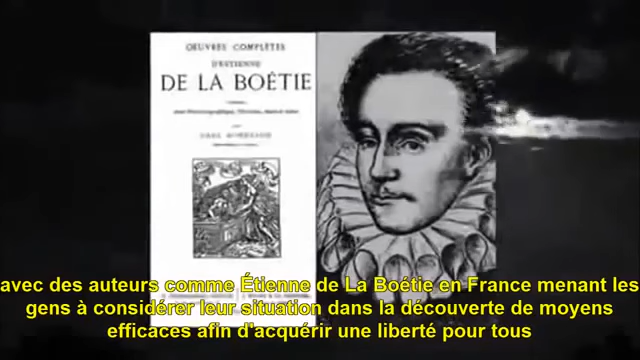 OEUVRES COMPLÈTES
D'ESTIENNE
DE LA BOÉTIE
avec des auteurs comme Étienne de La Boétie en France menant les
gens à considérer leur situation dans la découverte de moyens
efficaces afin d'acquérir une liberté pour tous